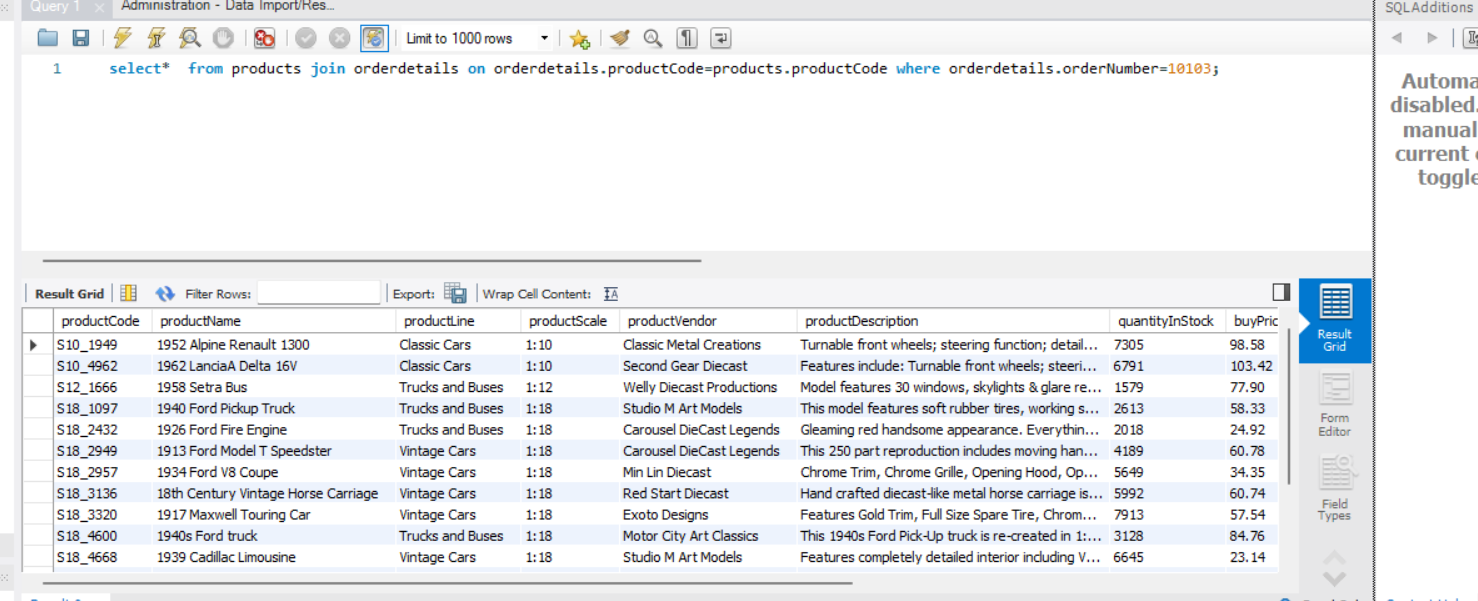 Query 1 Administration - Data Import/Res...
SQLAdditions
Limit to 1000 rows
1 select* from products join orderdetails on orderdetails.productCode=products.productCode where orderdetails.orderNumber=10103;
Automa
disabled.
manual
current
toggle
Result Grid Filter Rows: Export: Wrap Cell Content:
productCode productName productLine productScale productVendor productDescription quantityInStock buyPric
S10_1949 1952 Alpine Renault 1300 Classic Cars 1:10 Classic Metal Creations Turnable front wheels; steering function; detail... 7305 98.58
S10_4962 1962 LanciaA Delta 16V Classic Cars 1:10 Second Gear Diecast Features include: Turnable front wheels; steeri... 6791 103.42
S12_1666 1958 Setra Bus Trucks and Buses 1:12 Welly Diecast Productions Model features 30 windows, skylights & glare re... 1579 77.90
S18_1097 1940 Ford Pickup Truck Trucks and Buses 1:18 Studio M Art Models This model features soft rubber tires, working s... 2613 58.33
S18_2432 1926 Ford Fire Engine Trucks and Buses 1:18 Carousel DieCast Legends Gleaming red handsome appearance. Everythin... 2018 24.92
S18_2949 1913 Ford Model T Speedster Vintage Cars 1:18 Carousel DieCast Legends This 250 part reproduction includes moving han... 4189 60.78
S18_2957 1934 Ford V8 Coupe Vintage Cars 1:18 Min Lin Diecast Chrome Trim, Chrome Grille, Opening Hood, Op... 5649 34.35
S18_3136 18th Century Vintage Horse Carriage Vintage Cars 1:18 Red Start Diecast Hand crafted diecast-like metal horse carriage is... 5992 60.74
S18_3320 1917 Maxwell Touring Car Vintage Cars 1:18 Exoto Designs Features Gold Trim, Full Size Spare Tire, Chrom... 7913 57.54
S18_4600 1940s Ford truck Trucks and Buses 1:18 Motor City Art Classics This 1940s Ford Pick-Up truck is re-created in 1:... 3128 84.76
S18_4668 1939 Cadillac Limousine Vintage Cars 1:18 Studio M Art Models Features completely detailed interior including V... 6645 23.14
Result
Grid
Form
Editor
Field
Types